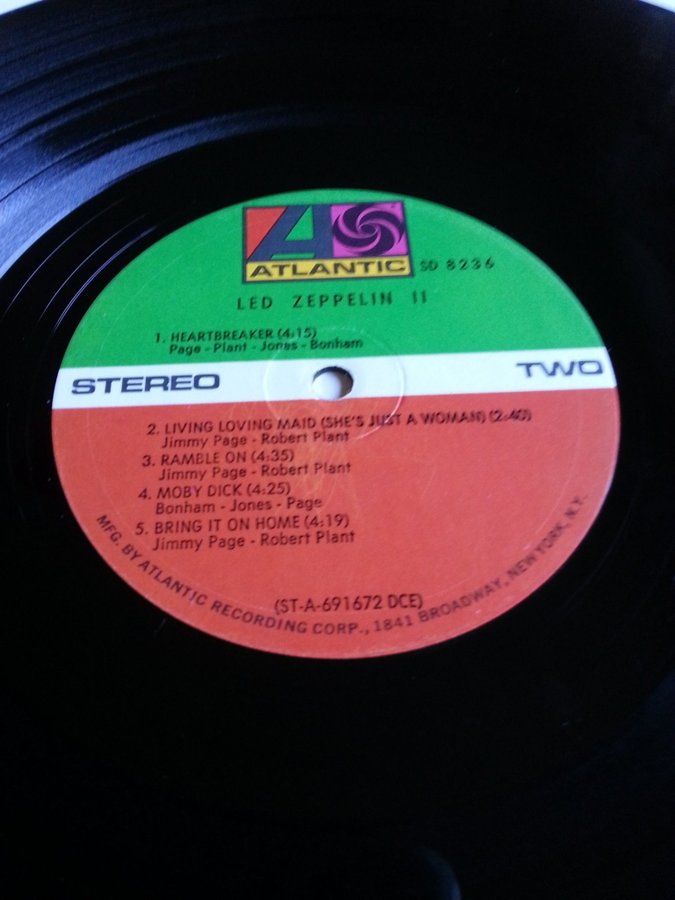 ATLANTIC
SD 8236
LED ZEPPELIN II
1. HEARTBREAKER (4:15)
Page - Plant - Jones - Bonham
STEREO
TWO
2. LIVING LOVING MAID (SHE'S JUST A WOMAN) (2:40)
Jimmy Page - Robert Plant
3. RAMBLE ON (4:35)
Jimmy Page - Robert Plant
4. MOBY DICK (4:25)
Bonham - Jones - Page
5. BRING IT ON HOME (4:19)
Jimmy Page - Robert Plant
(ST-A-691672 DCE)
MFG. BY ATLANTIC RECORDING CORP., 1841 BROADWAY, NEW YORK, N.Y.